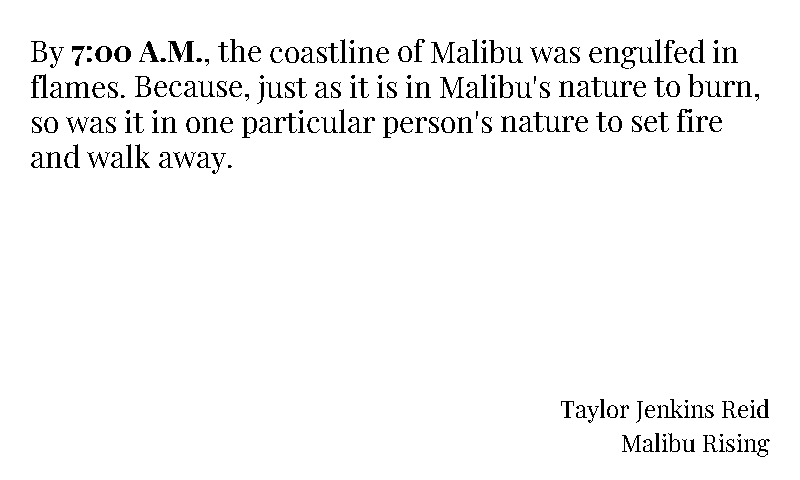 By 7:00 A.M., the coastline of Malibu was engulfed in
flames. Because, just as it is in Malibu's nature to burn,
so was it in one particular person's nature to set fire
and walk away.
Taylor Jenkins Reid
Malibu Rising